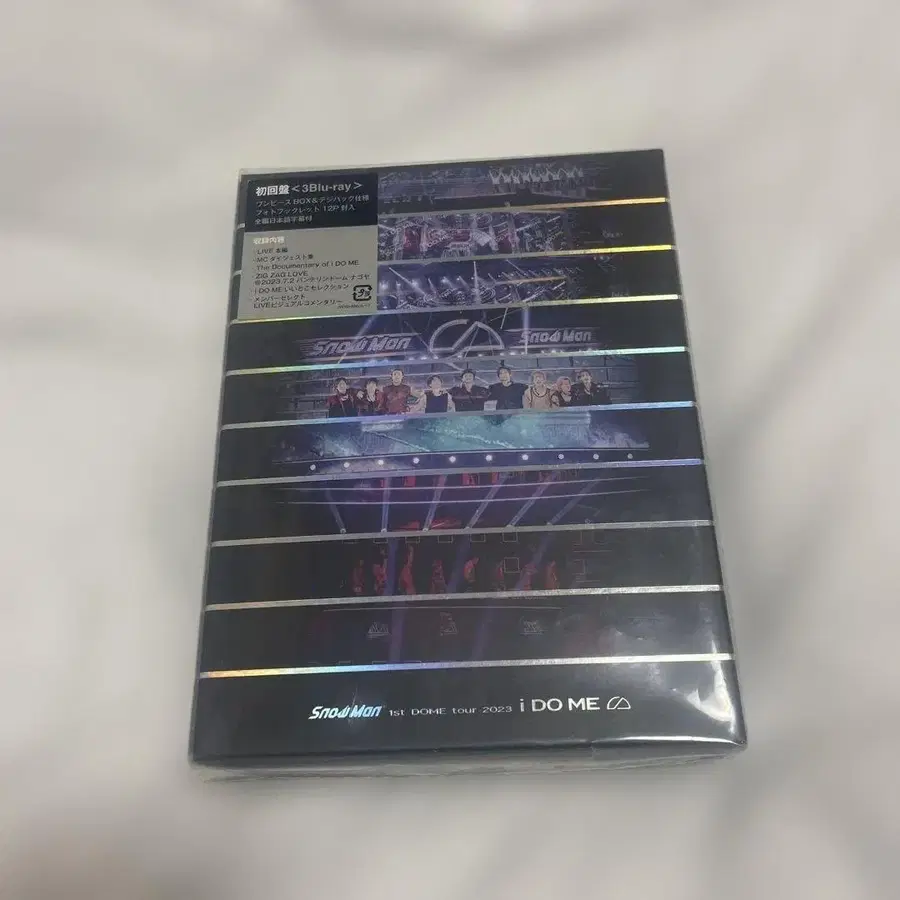 初回盤<3Blu-ray>
ワンピースBOX&デジパック仕様
フォトブックレット 12P 封入
全編日本語字幕付
収録内容
・LIVE 本編
・MC ダイジェスト集
・The Documentary of i DO ME
・ZIG ZAG LOVE
@2023.7.2 バンテリンドーム ナゴヤ
・i DO ME いいとこセレクション
・メンバーセレクト
LIVEビジュアルコメンタリー
Snow Man
Snow Man
Snow Man 1st DOME tour 2023 i DO ME